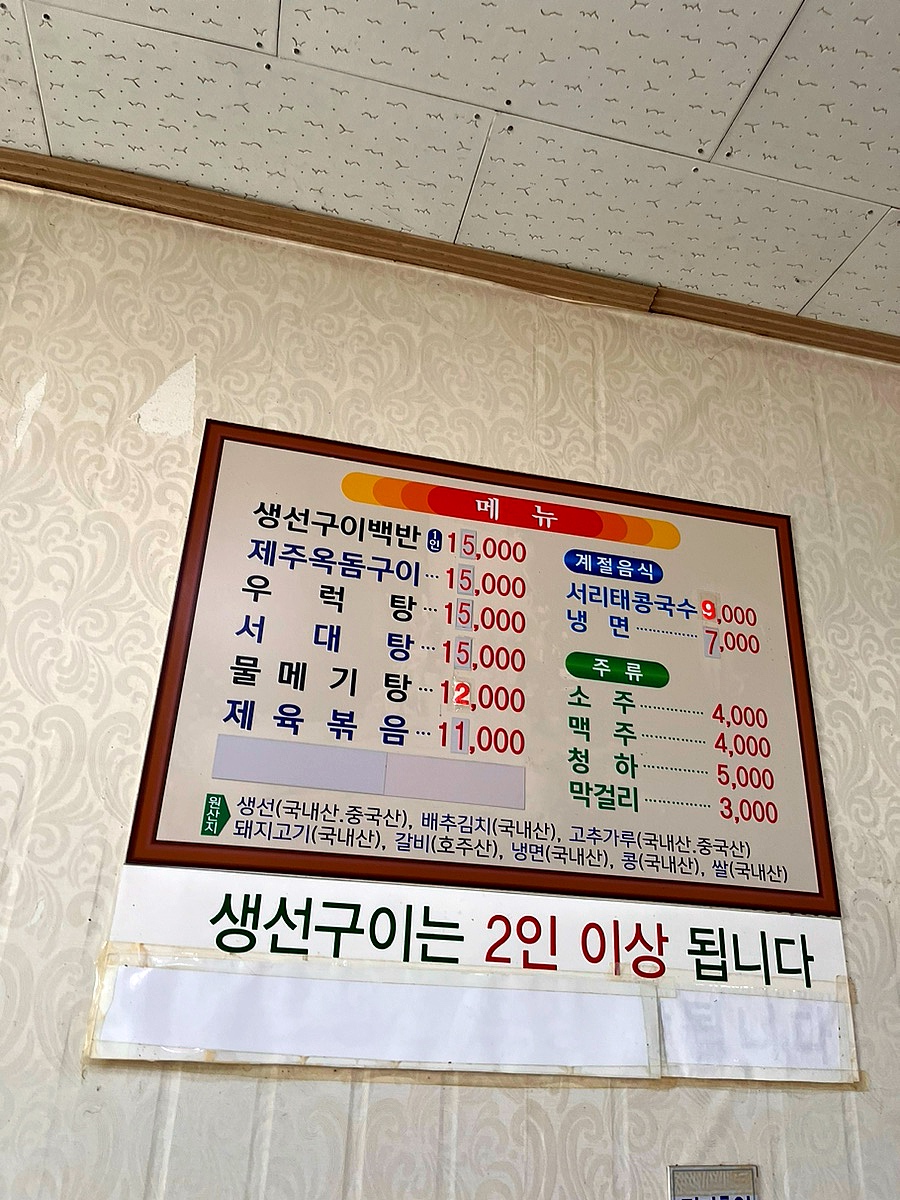 메 뉴
생선구이백반 1인 15,000
제주옥돔구이 ··· 15,000
우 럭 탕 ··· 15,000
서 대 탕 ··· 15,000
물 메 기 탕 ··· 12,000
제 육 볶 음 ··· 11,000
계절음식
서리태콩국수 9,000
냉 면 ·············· 7,000
주 류
소 주 ·············· 4,000
맥 주 ·············· 4,000
청 하 ·············· 5,000
막걸리 ·············· 3,000
원산지
생선(국내산.중국산), 배추김치(국내산), 고추가루(국내산.중국산)
돼지고기(국내산), 갈비(호주산), 냉면(국내산), 콩(국내산), 쌀(국내산)
생선구이는 2인 이상 됩니다